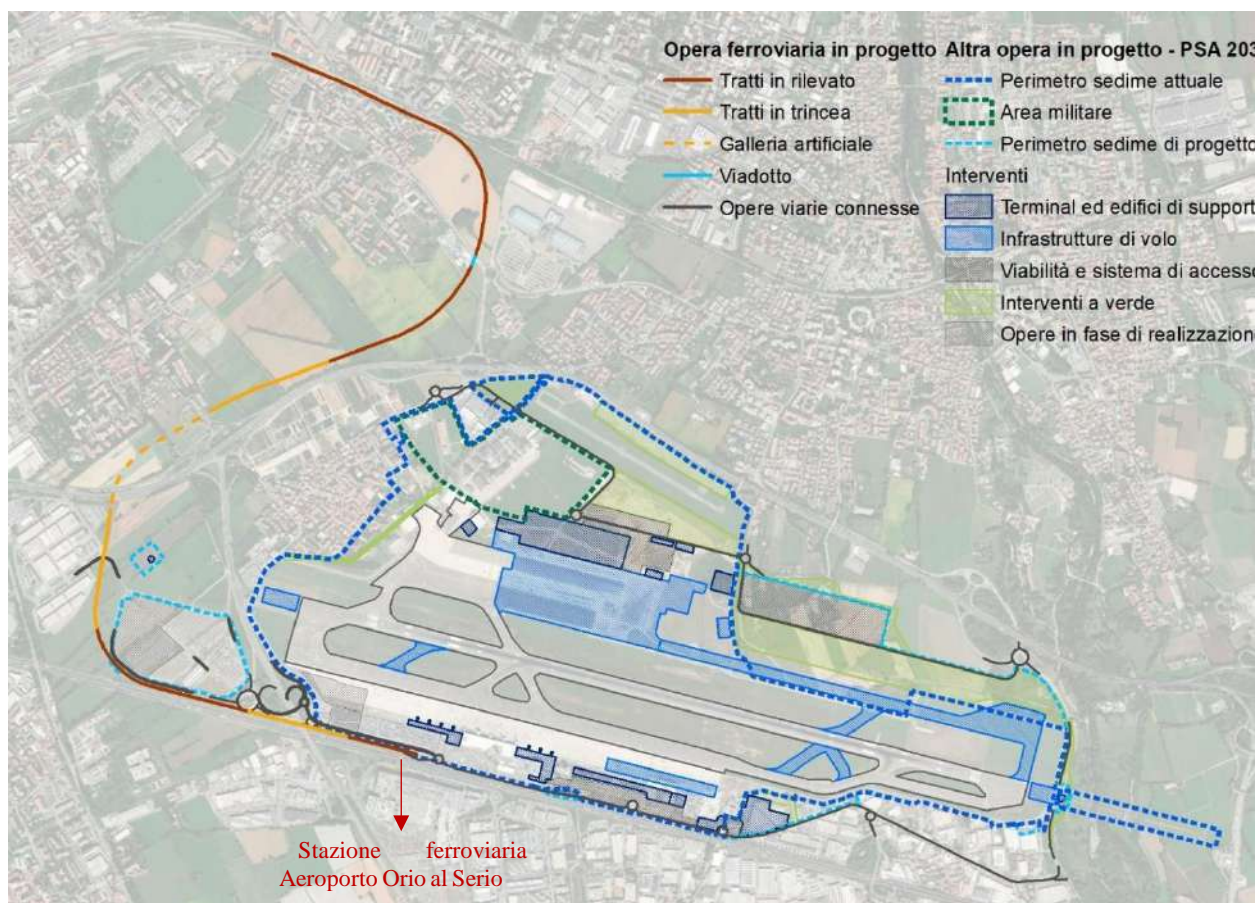 Opera ferroviaria in progetto
Tratti in rilevato
Tratti in trincea
Galleria artificiale
Viadotto
Opere viarie connesse
Altra opera in progetto - PSA 203
Perimetro sedime attuale
Area militare
Perimetro sedime di progetto
Interventi
Terminal ed edifici di support
Infrastrutture di volo
Viabilità e sistema di accesso
Interventi a verde
Opere in fase di realizzazione
Stazione ferroviaria
Aeroporto Orio al Serio